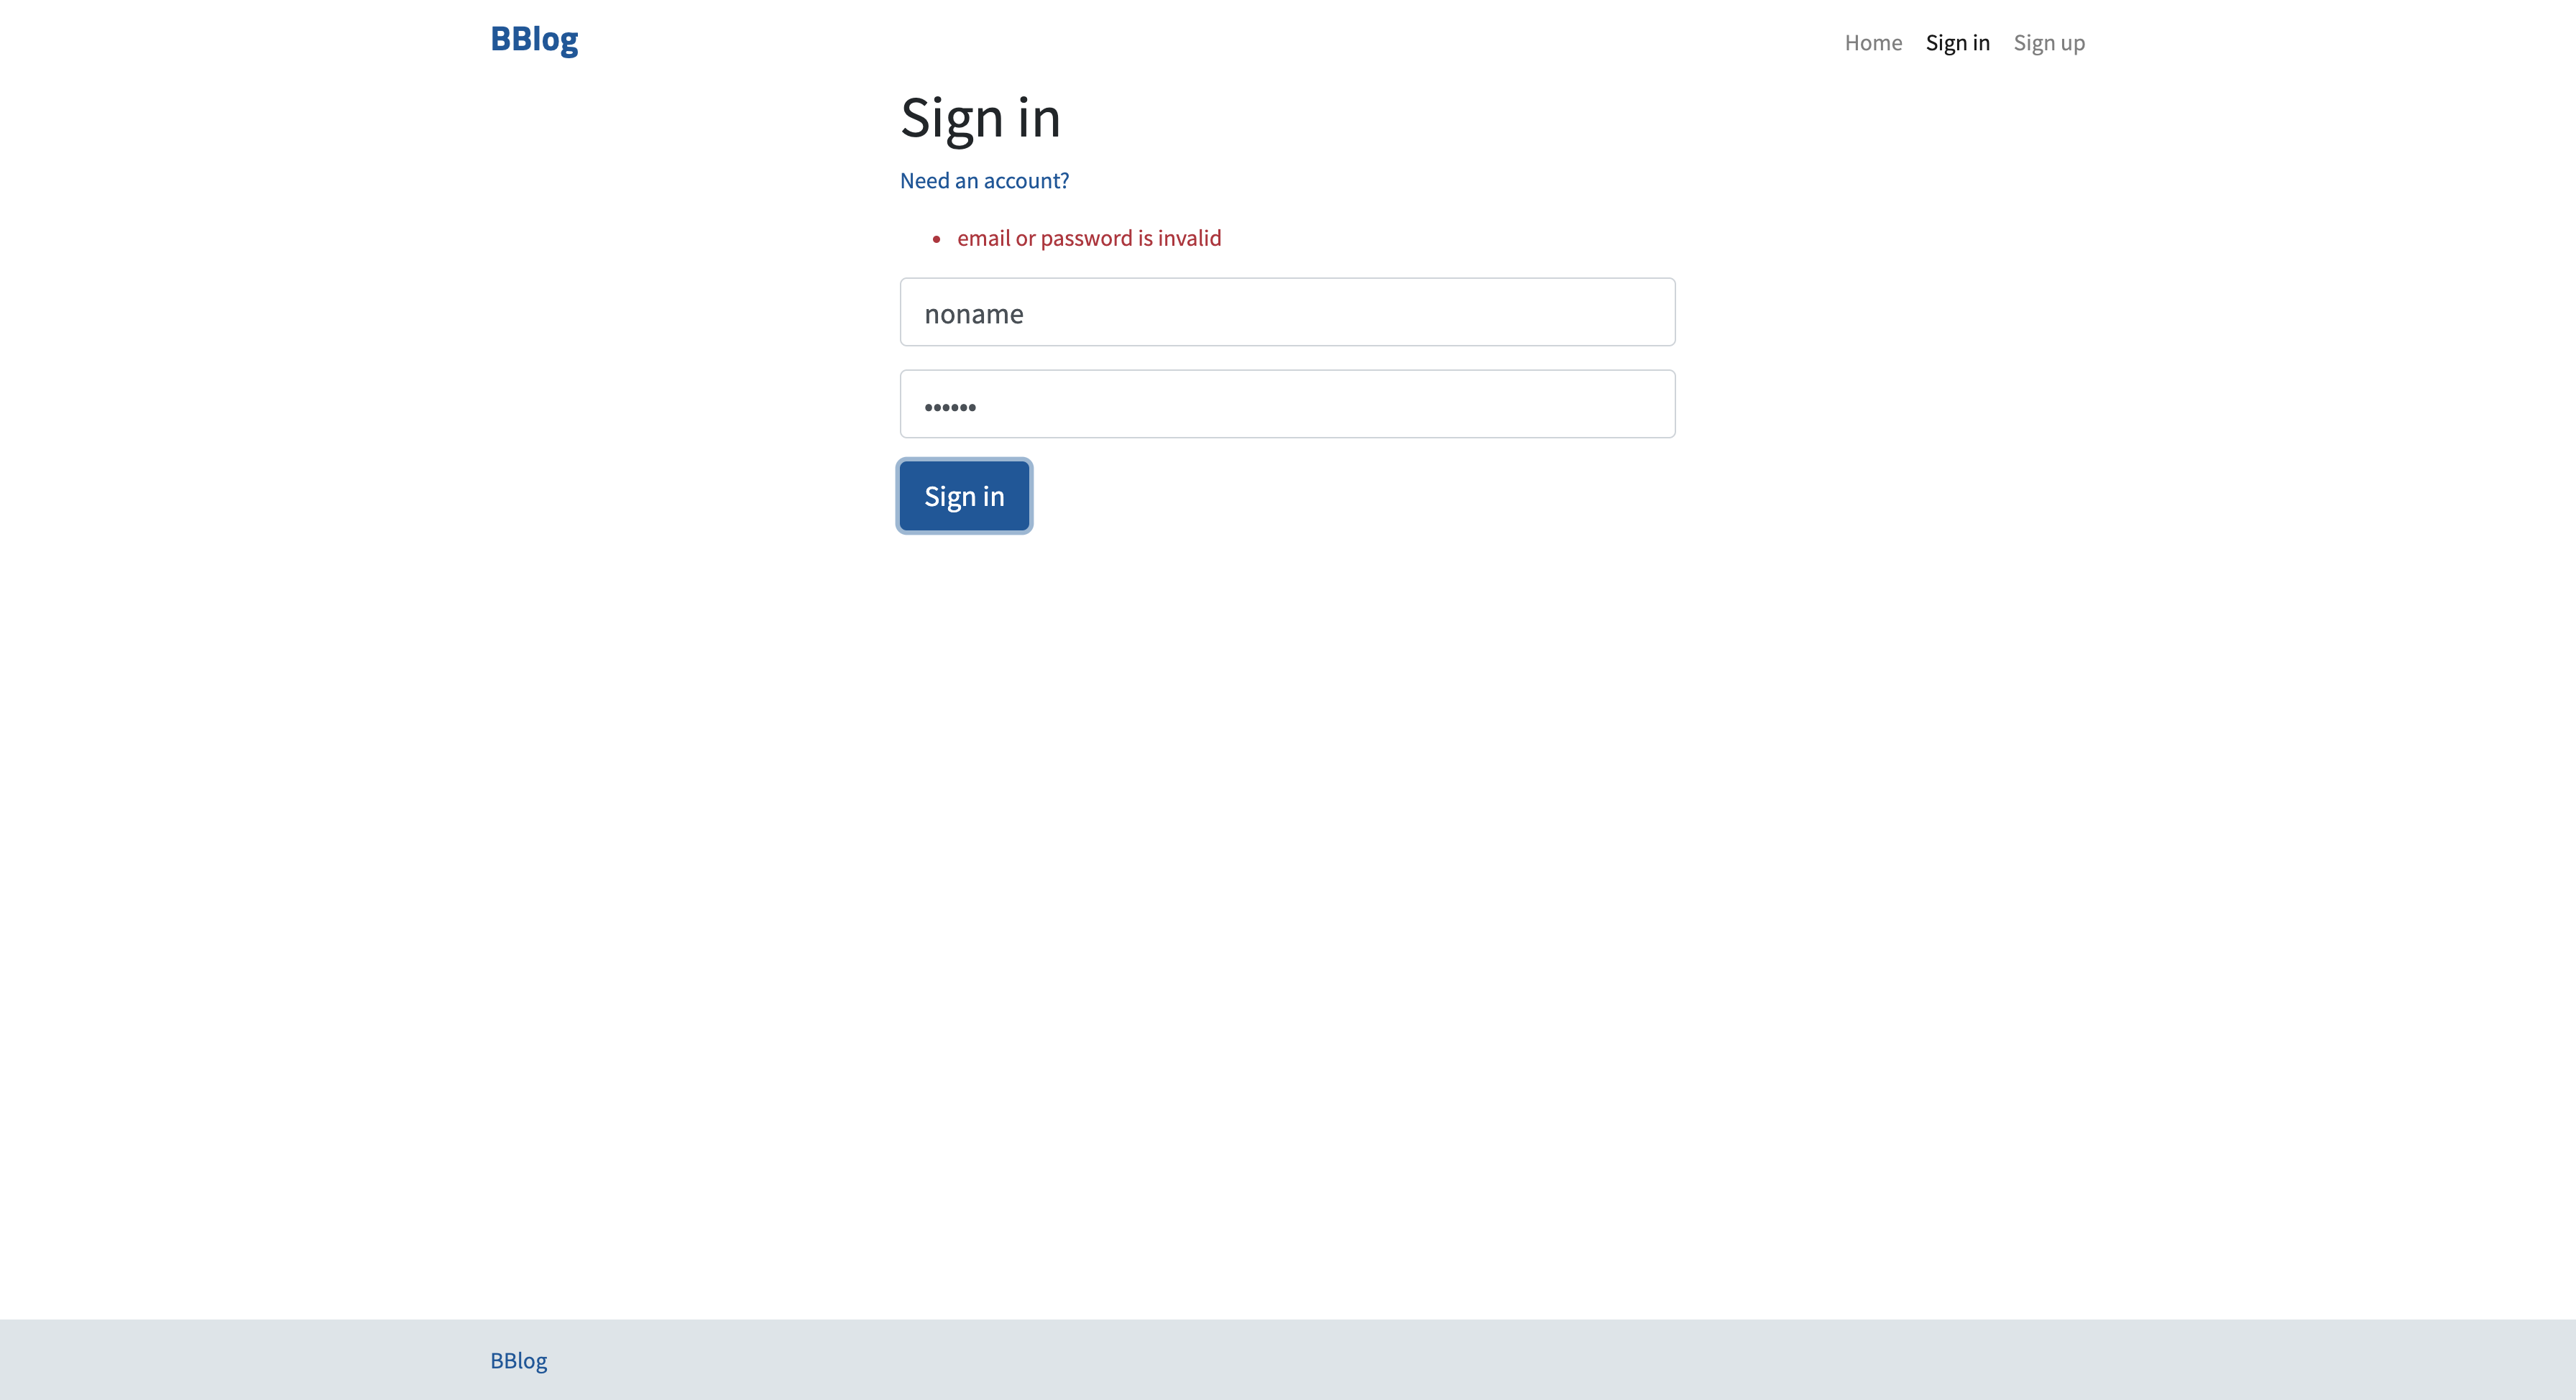 BBlog
Home Sign in Sign up
Sign in
Need an account?
• email or password is invalid
noname
••••••
Sign in
BBlog